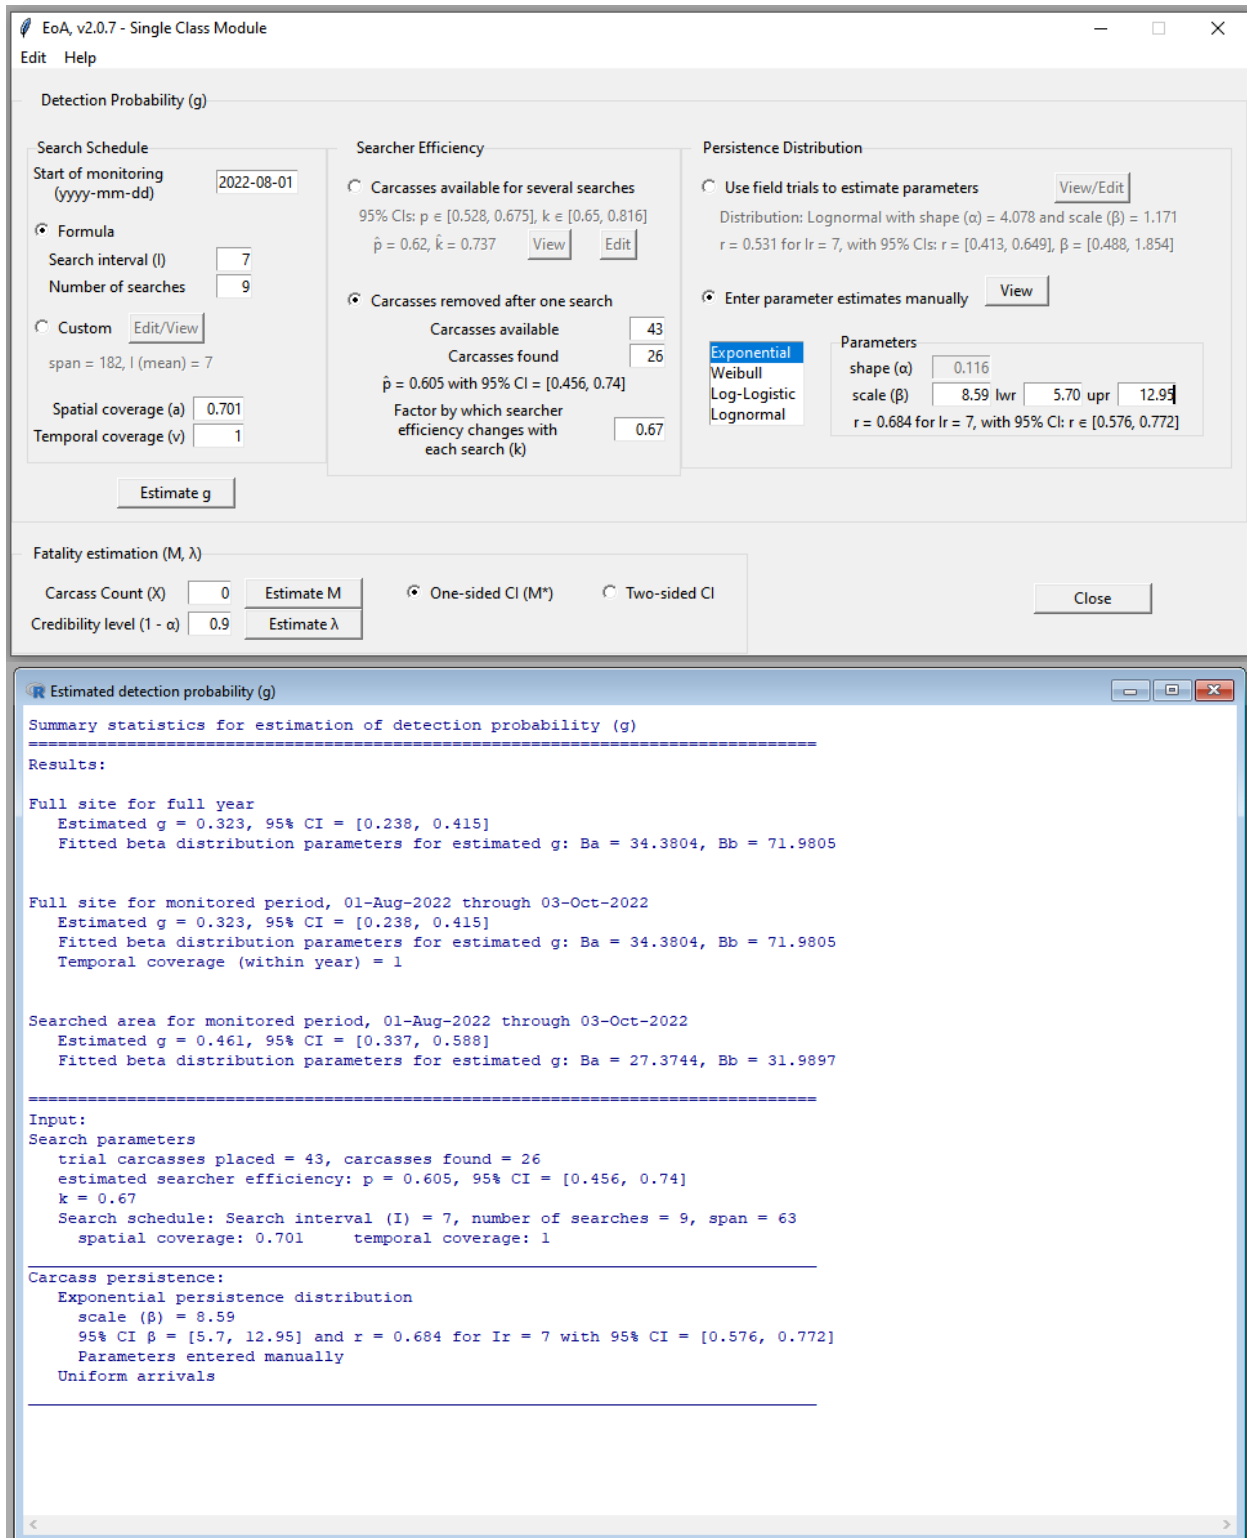 EoA, v2.0.7 - Single Class Module
Edit Help
Detection Probability (g)
Search Schedule
Start of monitoring
(yyyy-mm-dd)
2022-08-01
Formula
Search interval (I) 7
Number of searches 9
Custom Edit/View
span = 182, I (mean) = 7
Spatial coverage (a) 0.701
Temporal coverage (v) 1
Estimate g
Searcher Efficiency
Carcasses available for several searches
95% CIs: p ∈ [0.528, 0.675], k ∈ [0.65, 0.816]
p̂ = 0.62, k̂ = 0.737 View Edit
Carcasses removed after one search
Carcasses available 43
Carcasses found 26
p̂ = 0.605 with 95% CI = [0.456, 0.74]
Factor by which searcher
efficiency changes with
each search (k)
0.67
Persistence Distribution
Use field trials to estimate parameters View/Edit
Distribution: Lognormal with shape (α) = 4.078 and scale (β) = 1.171
r = 0.531 for Ir = 7, with 95% CIs: r = [0.413, 0.649], β = [0.488, 1.854]
Enter parameter estimates manually View
Exponential
Weibull
Log-Logistic
Lognormal
Parameters
shape (α) 0.116
scale (β) 8.59 lwr 5.70 upr 12.95
r = 0.684 for Ir = 7, with 95% CI: r ∈ [0.576, 0.772]
Fatality estimation (M, λ)
Carcass Count (X) 0 Estimate M One-sided CI (M*) Two-sided CI
Credibility level (1 - α) 0.9 Estimate λ
Close
Estimated detection probability (g)
Summary statistics for estimation of detection probability (g)
================================================================================
Results:
Full site for full year
Estimated g = 0.323, 95% CI = [0.238, 0.415]
Fitted beta distribution parameters for estimated g: Ba = 34.3804, Bb = 71.9805
Full site for monitored period, 01-Aug-2022 through 03-Oct-2022
Estimated g = 0.323, 95% CI = [0.238, 0.415]
Fitted beta distribution parameters for estimated g: Ba = 34.3804, Bb = 71.9805
Temporal coverage (within year) = 1
Searched area for monitored period, 01-Aug-2022 through 03-Oct-2022
Estimated g = 0.461, 95% CI = [0.337, 0.588]
Fitted beta distribution parameters for estimated g: Ba = 27.3744, Bb = 31.9897
================================================================================
Input:
Search parameters
trial carcasses placed = 43, carcasses found = 26
estimated searcher efficiency: p = 0.605, 95% CI = [0.456, 0.74]
k = 0.67
Search schedule: Search interval (I) = 7, number of searches = 9, span = 63
spatial coverage: 0.701 temporal coverage: 1
Carcass persistence:
Exponential persistence distribution
scale (β) = 8.59
95% CI β = [5.7, 12.95] and r = 0.684 for Ir = 7 with 95% CI = [0.576, 0.772]
Parameters entered manually
Uniform arrivals